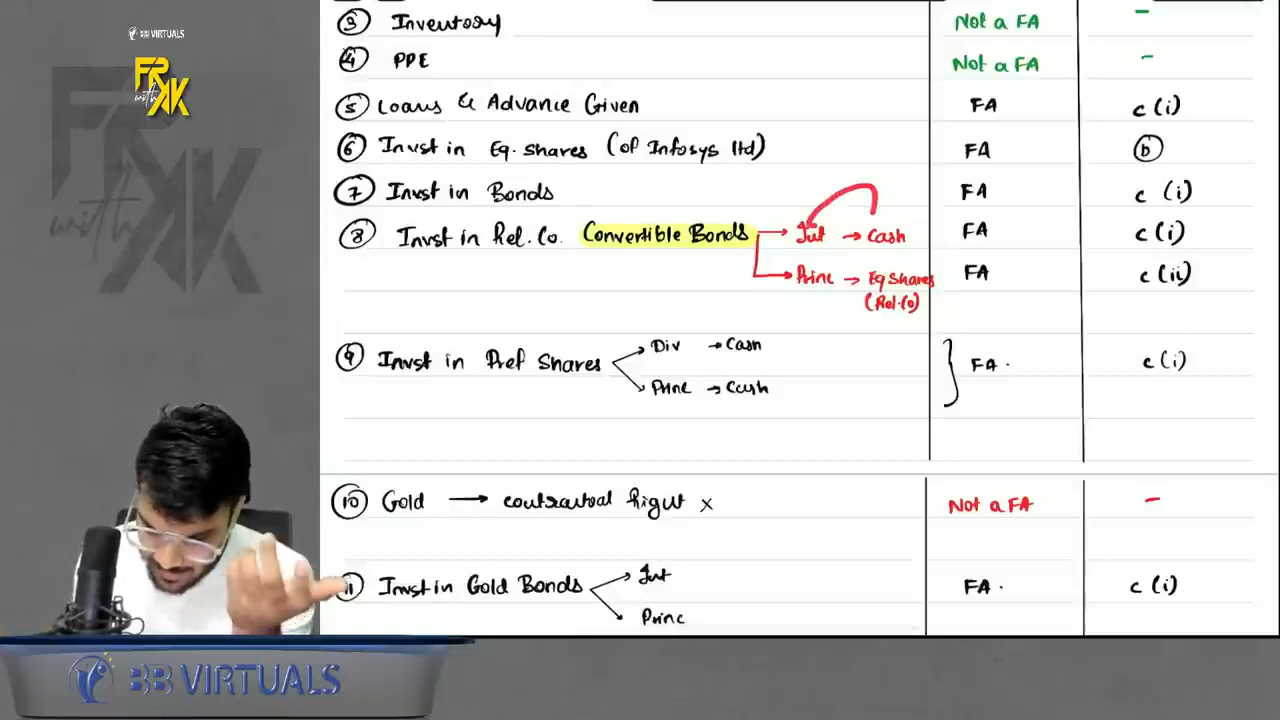 BB VIRTUALS
FR
with
AK
③ Inventory Not a FA -
④ PPE Not a FA -
⑤ Loans & Advance Given FA c (i)
⑥ Invst in Eq. Shares (of Infosys ltd) FA ⓑ
⑦ Invst in Bonds FA c (i)
⑧ Invst in Rel. Co. Convertible Bonds Int → Cash FA c (i)
Princ → Eq Shares FA c (ii)
(Rel. Co)
⑨ Invst in Pref Shares FA. c (i)
Div → Cash
Princ → Cash
⑩ Gold → contractual Right x Not a FA -
11 Invst in Gold Bonds FA. c (i)
Int
Princ
BB VIRTUALS